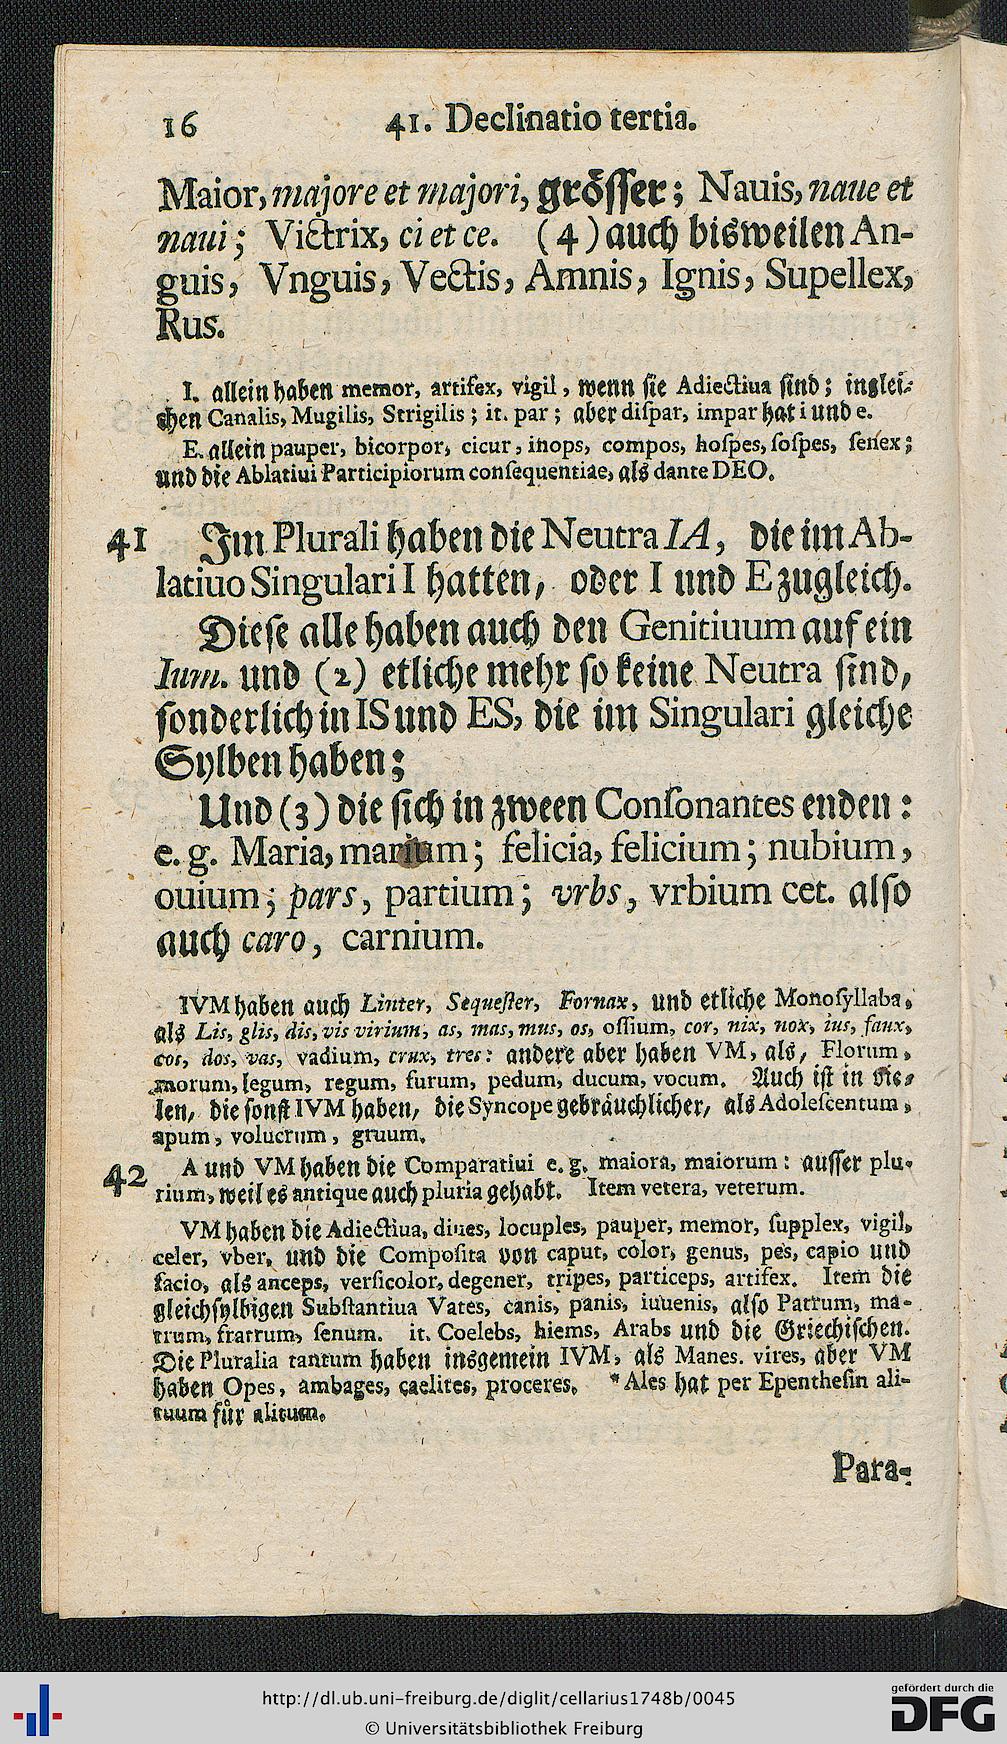 16 41. Declinatio tertia.
Maior, majore et majori, grösser; Nauis, naue et
naui; Victrix, ci et ce. (4) auch bisweilen An-
guis, Vnguis, Vectis, Amnis, Ignis, Supellex,
Rus.
I. allein haben memor, artifex, vigil, wenn sie Adiectiua sind; inglei-
chen Canalis, Mugilis, Strigilis; it. par; aber dispar, impar hat i und e.
E. allein pauper, bicorpor, cicur, inops, compos, hospes, sospes, senex;
und die Ablatiui Participiorum consequentiae, als dante DEO.
41 Im Plurali haben die Neutra IA, die im Ab-
latiuo Singulari I hatten, oder I und E zugleich.
Diese alle haben auch den Genitiuum auf ein
Ium. und (2) etliche mehr so keine Neutra sind,
sonderlich in IS und ES, die im Singulari gleiche
Sylben haben;
Und (3) die sich in zween Consonantes enden:
e. g. Maria, marium; felicia, felicium; nubium,
ouium; pars, partium; vrbs, vrbium cet. also
auch caro, carnium.
IVM haben auch Linter, Sequester, Fornax, und etliche Monosyllaba,
als Lis, glis, dis, vis virium, as, mas, mus, os, ossium, cor, nix, nox, ius, faux,
cos, dos, vas, vadium, crux, tres: andere aber haben VM, als, Florum,
morum, legum, regum, furum, pedum, ducum, vocum. Auch ist in vie-
len, die sonst IVM haben, die Syncope gebräuchlicher, als Adolescentum,
apum, volucrum, gruum.
42 A und VM haben die Comparatiui e. g. maiora, maiorum: ausser plu-
rium, weil es antique auch pluria gehabt. Item vetera, veterum.
VM haben die Adiectiua, diues, locuples, pauper, memor, supplex, vigil,
celer, vber, und die Composita von caput, color, genus, pes, capio und
facio, als anceps, versicolor, degener, tripes, particeps, artifex. Item die
gleichsylbigen Substantiua Vates, canis, panis, iuuenis, also Patrum, ma-
trum, fratrum, senum. it. Coelebs, hiems, Arabs und die Griechischen.
Die Pluralia tantum haben insgemein IVM, als Manes. vires, aber VM
haben Opes, ambages, caelites, proceres. * Ales hat per Epenthesin ali-
tuum für alitum.
Para-
http://dl.ub.uni-freiburg.de/diglit/cellarius1748b/0045
© Universitätsbibliothek Freiburg
gefördert durch die
DFG